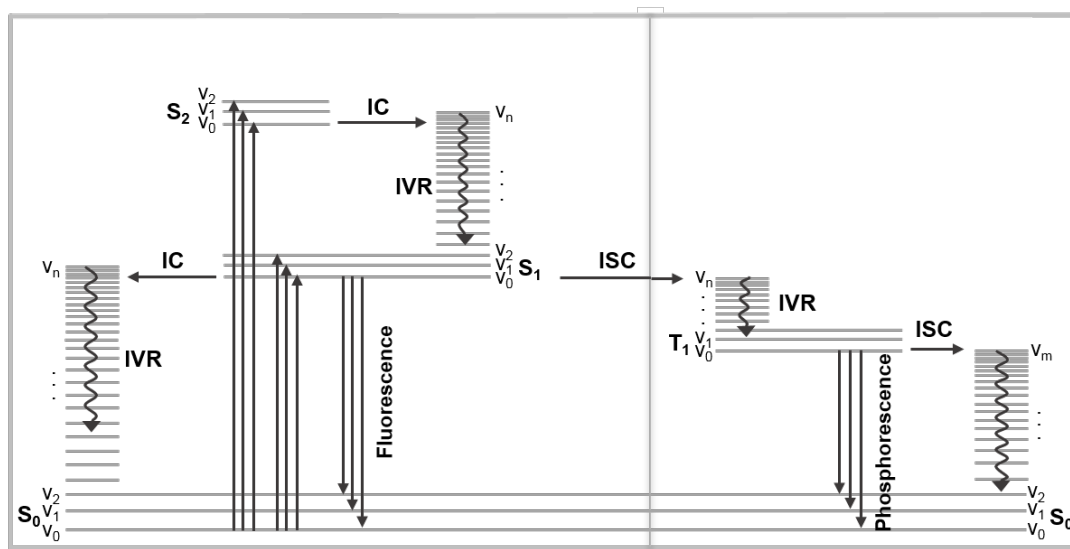 V2
V1
V0
S2
IC
Vn
IVR
.
.
.
V2
V1
V0
S1
ISC
Vn
IC
IVR
.
.
.
Fluorescence
V2
V1
V0
S0
Vn
.
.
.
IVR
T1
V1
V0
ISC
Vm
.
.
.
Phosphorescence
V2
V1
V0
S0